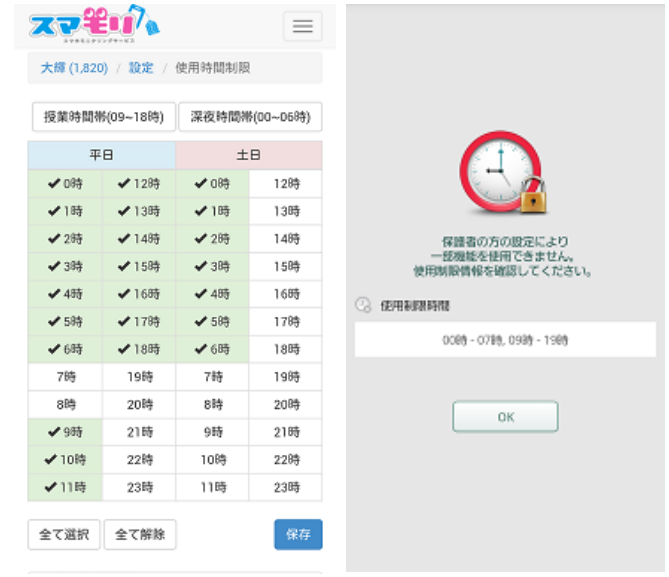 スマモリ
スマホモニタリングサービス
大輝 (1,820) / 設定 / 使用時間制限
授業時間帯(09~18時) 深夜時間帯(00~06時)
平日 土日
✔ 0時 ✔ 12時 ✔ 0時 12時
✔ 1時 ✔ 13時 ✔ 1時 13時
✔ 2時 ✔ 14時 ✔ 2時 14時
✔ 3時 ✔ 15時 ✔ 3時 15時
✔ 4時 ✔ 16時 ✔ 4時 16時
✔ 5時 ✔ 17時 ✔ 5時 17時
✔ 6時 ✔ 18時 ✔ 6時 18時
7時 19時 7時 19時
8時 20時 8時 20時
✔ 9時 21時 9時 21時
✔ 10時 22時 10時 22時
✔ 11時 23時 11時 23時
全て選択 全て解除 保存
保護者の方の設定により
一部機能を使用できません。
使用制限情報を確認してください。
使用制限時間
00時 - 07時, 09時 - 19時
OK